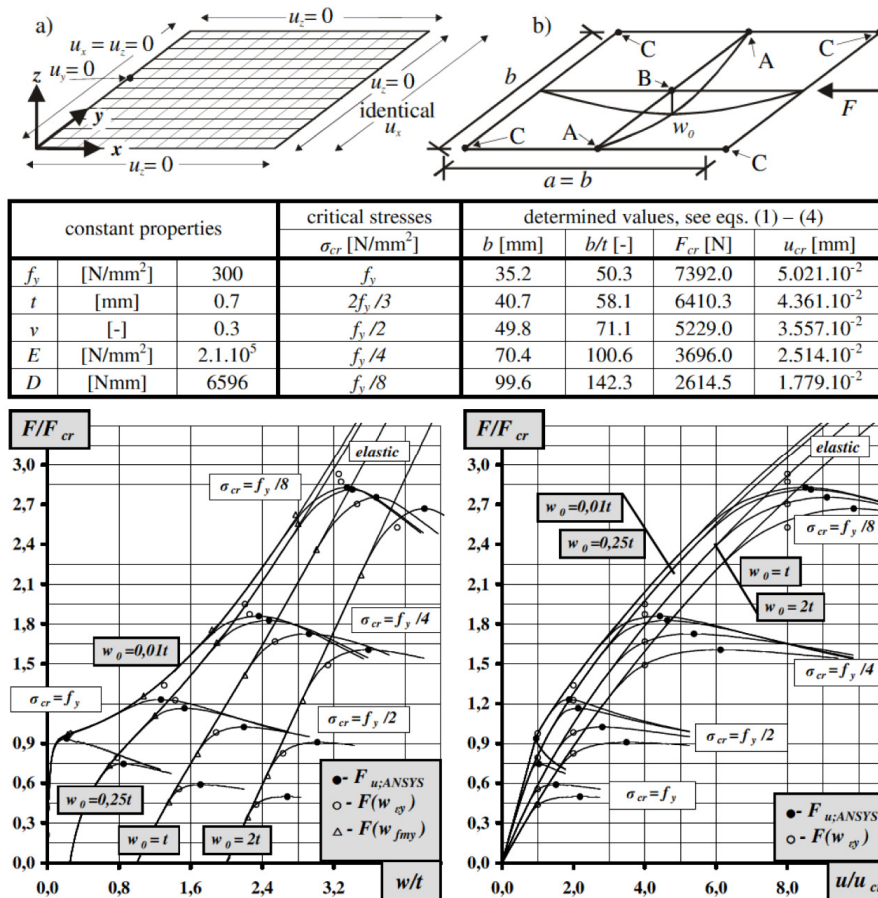 a)
u_z= 0
u_x = u_z= 0
u_y= 0
z
y
x
u_z= 0
identical
u_x
u_z= 0
b)
C
A
C
b
B
F
w_0
C
A
C
a = b
constant properties
critical stresses
determined values, see eqs. (1) – (4)
σ_cr [N/mm²] b [mm] b/t [-] F_cr [N] u_cr [mm]
f_y [N/mm²] 300 f_y 35.2 50.3 7392.0 5.021.10⁻²
t [mm] 0.7 2f_y /3 40.7 58.1 6410.3 4.361.10⁻²
ν [-] 0.3 f_y /2 49.8 71.1 5229.0 3.557.10⁻²
E [N/mm²] 2.1.10⁵ f_y /4 70.4 100.6 3696.0 2.514.10⁻²
D [Nmm] 6596 f_y /8 99.6 142.3 2614.5 1.779.10⁻²
F/F_cr
3,0
2,7
2,4
2,1
1,8
1,5
1,2
0,9
0,6
0,3
0,0
elastic
σ_cr= f_y /8
σ_cr= f_y /4
w_0= 0,01t
σ_cr= f_y
σ_cr= f_y /2
w_0= 0,25t
w_0= t
w_0= 2t
●- F_u;ANSYS
○ - F(w_εy)
△ - F(w_fmy)
0,0 0,8 1,6 2,4 3,2
w/t
F/F_cr
3,0
2,7
2,4
2,1
1,8
1,5
1,2
0,9
0,6
0,3
0,0
elastic
w_0= 0,01t
w_0= 0,25t
σ_cr= f_y /8
w_0= t
w_0= 2t
σ_cr= f_y /4
σ_cr= f_y /2
σ_cr= f_y
●- F_u;ANSYS
○ - F(w_εy)
0,0 2,0 4,0 6,0 8,0
u/u_c